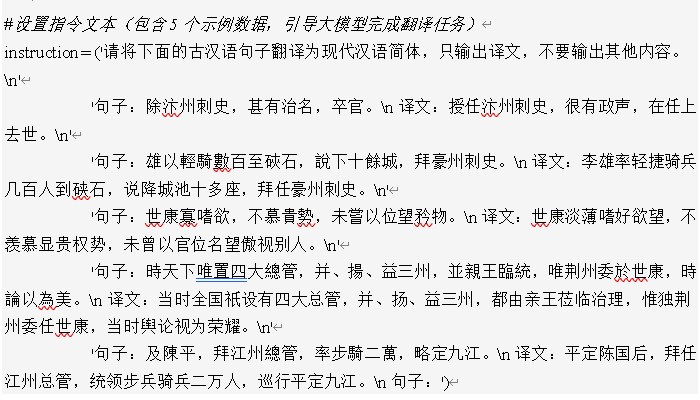 #设置指令文本（包含 5 个示例数据，引导大模型完成翻译任务）
instruction=('请将下面的古汉语句子翻译为现代汉语简体，只输出译文，不要输出其他内容。
\n'
'句子：除汴州刺史，甚有治名，卒官。\n 译文：授任汴州刺史，很有政声，在任上
去世。\n'
'句子：雄以輕騎數百至硤石，說下十餘城，拜豪州刺史。\n 译文：李雄率轻捷骑兵
几百人到硖石，说降城池十多座，拜任豪州刺史。\n'
'句子：世康寡嗜欲，不慕貴勢，未嘗以位望矜物。\n 译文：世康淡薄嗜好欲望，不
羡慕显贵权势，未曾以官位名望傲视别人。\n'
'句子：時天下唯置四大總管，并、揚、益三州，並親王臨統，唯荆州委於世康，時
論以為美。\n 译文：当时全国祇设有四大总管，并、扬、益三州，都由亲王莅临治理，惟独荆
州委任世康，当时舆论视为荣耀。\n'
'句子：及陳平，拜江州總管，率步騎二萬，略定九江。\n 译文：平定陈国后，拜任
江州总管，统领步兵骑兵二万人，巡行平定九江。\n 句子：')